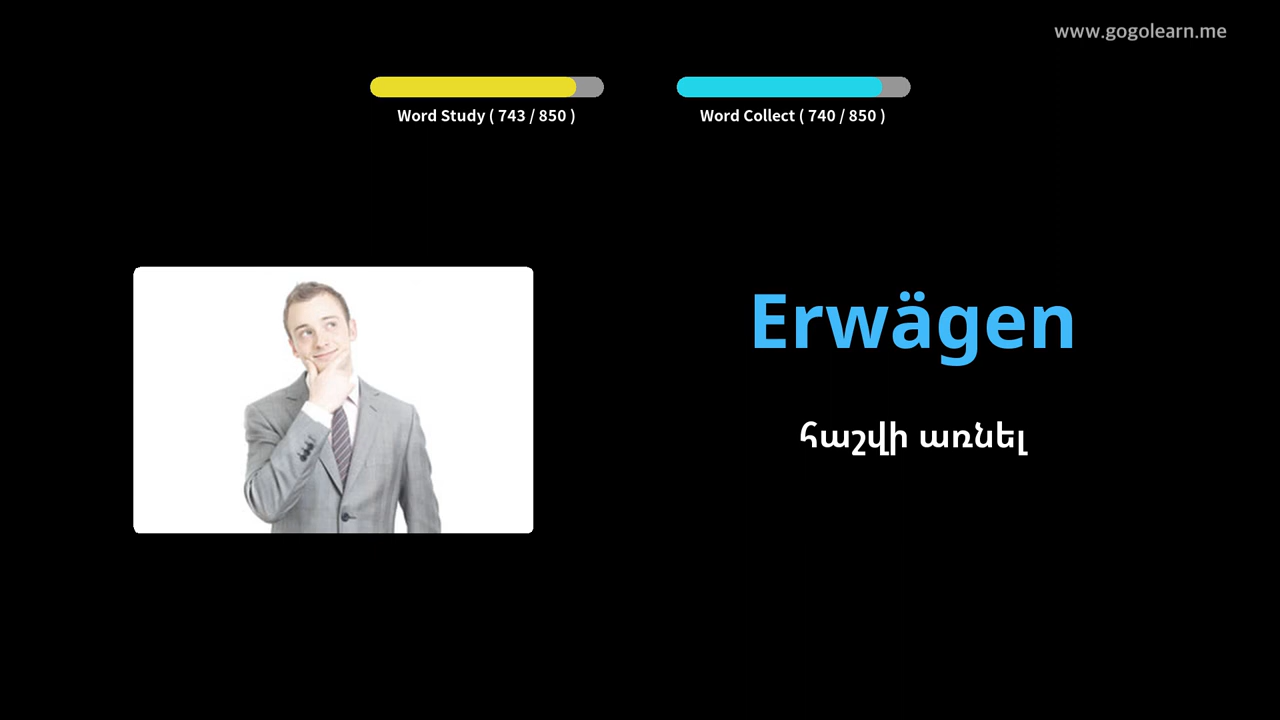 www.gogolearn.me
Word Study ( 743 / 850 )
Word Collect ( 740 / 850 )
Erwägen
հաշվի առնել